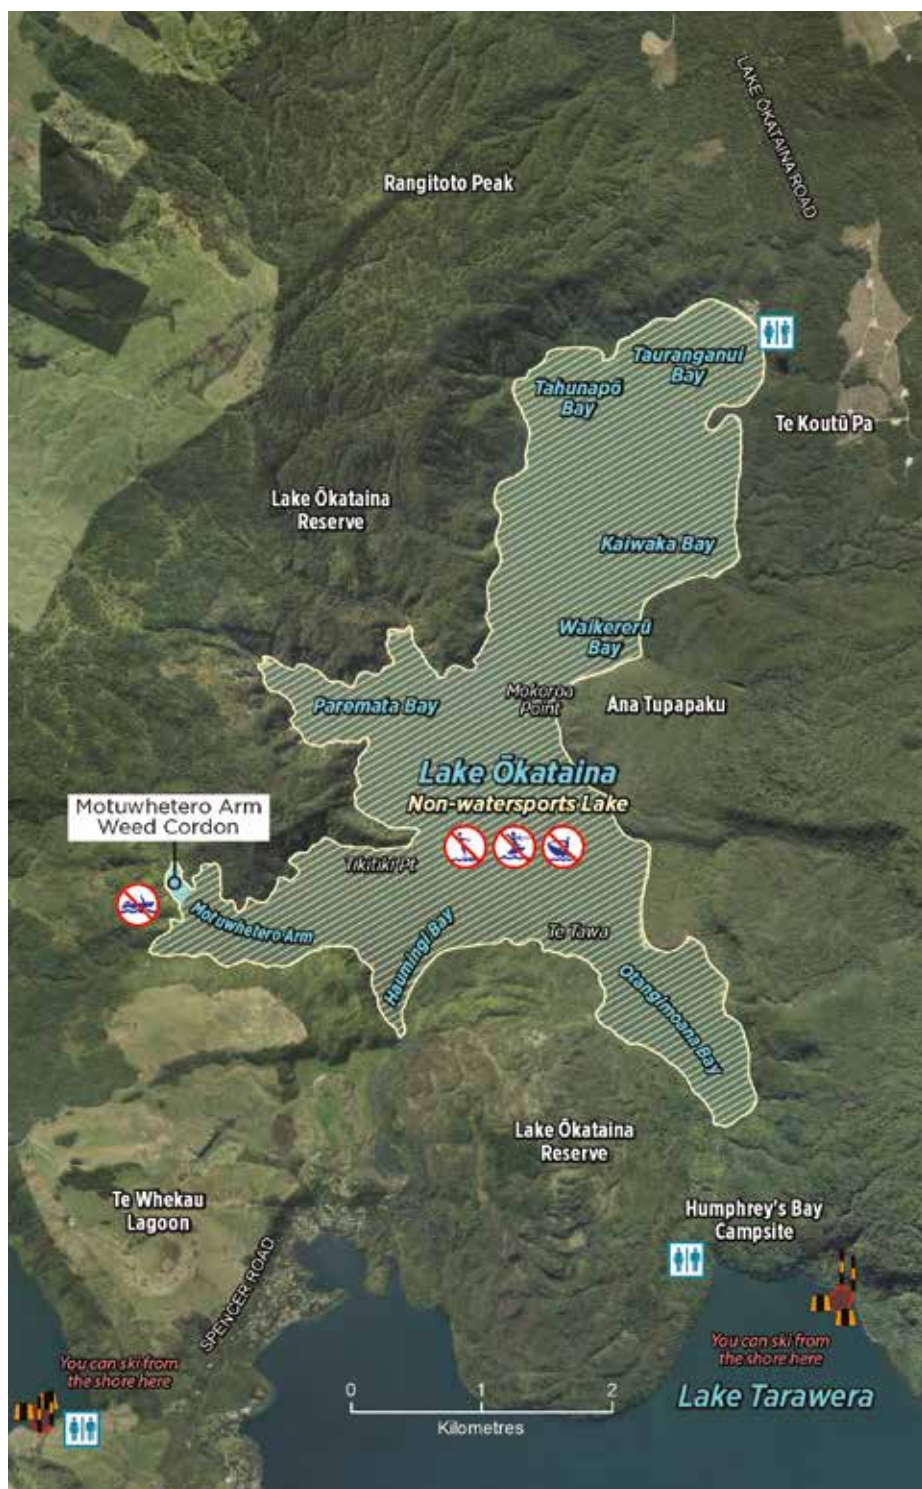 LAKE ŌKATAINA ROAD
Rangitoto Peak
Tauranganui
Bay
Tahunapō
Bay
Te Koutū Pa
Lake Ōkataina
Reserve
Kaiwaka Bay
Waikererū
Bay
Mokoroa
Point
Paremata Bay
Ana Tupapaku
Lake Ōkataina
Non-watersports Lake
Motuwhetero Arm
Weed Cordon
Tikitiki Pt
Motuwhetero Arm
Haumingi Bay
Te Tawa
Otangimoana Bay
Lake Ōkataina
Reserve
Te Whekau
Lagoon
Humphrey's Bay
Campsite
SPENCER ROAD
You can ski from
the shore here
You can ski from
the shore here
Lake Tarawera
0 1 2
Kilometres